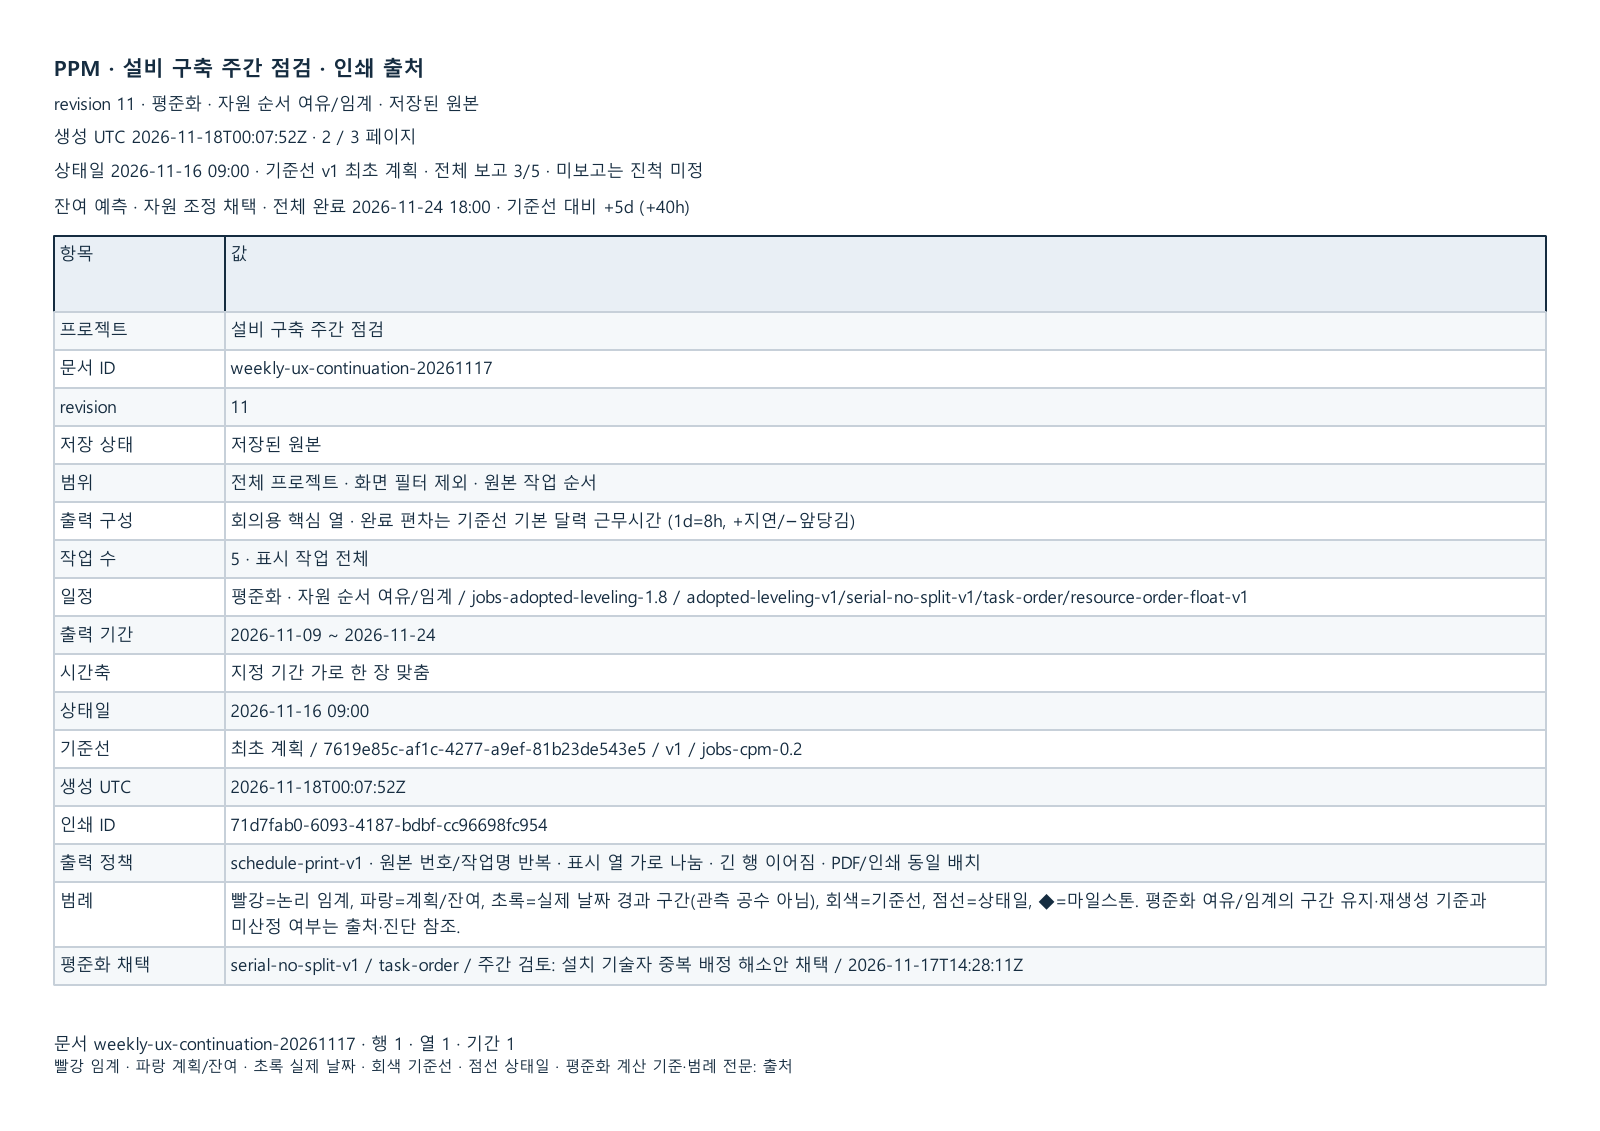 PPM · 설비 구축 주간 점검 · 인쇄 출처
revision 11 · 평준화 · 자원 순서 여유/임계 · 저장된 원본
생성 UTC 2026-11-18T00:07:52Z · 2 / 3 페이지
상태일 2026-11-16 09:00 · 기준선 v1 최초 계획 · 전체 보고 3/5 · 미보고는 진척 미정
잔여 예측 · 자원 조정 채택 · 전체 완료 2026-11-24 18:00 · 기준선 대비 +5d (+40h)
항목 값
프로젝트 설비 구축 주간 점검
문서 ID weekly-ux-continuation-20261117
revision 11
저장 상태 저장된 원본
범위 전체 프로젝트 · 화면 필터 제외 · 원본 작업 순서
출력 구성 회의용 핵심 열 · 완료 편차는 기준선 기본 달력 근무시간 (1d=8h, +지연/−앞당김)
작업 수 5 · 표시 작업 전체
일정 평준화 · 자원 순서 여유/임계 / jobs-adopted-leveling-1.8 / adopted-leveling-v1/serial-no-split-v1/task-order/resource-order-float-v1
출력 기간 2026-11-09 ~ 2026-11-24
시간축 지정 기간 가로 한 장 맞춤
상태일 2026-11-16 09:00
기준선 최초 계획 / 7619e85c-af1c-4277-a9ef-81b23de543e5 / v1 / jobs-cpm-0.2
생성 UTC 2026-11-18T00:07:52Z
인쇄 ID 71d7fab0-6093-4187-bdbf-cc96698fc954
출력 정책 schedule-print-v1 · 원본 번호/작업명 반복 · 표시 열 가로 나눔 · 긴 행 이어짐 · PDF/인쇄 동일 배치
범례 빨강=논리 임계, 파랑=계획/잔여, 초록=실제 날짜 경과 구간(관측 공수 아님), 회색=기준선, 점선=상태일, ◆=마일스톤. 평준화 여유/임계의 구간 유지·재생성 기준과
미산정 여부는 출처·진단 참조.
평준화 채택 serial-no-split-v1 / task-order / 주간 검토: 설치 기술자 중복 배정 해소안 채택 / 2026-11-17T14:28:11Z
문서 weekly-ux-continuation-20261117 · 행 1 · 열 1 · 기간 1
빨강 임계 · 파랑 계획/잔여 · 초록 실제 날짜 · 회색 기준선 · 점선 상태일 · 평준화 계산 기준·범례 전문: 출처